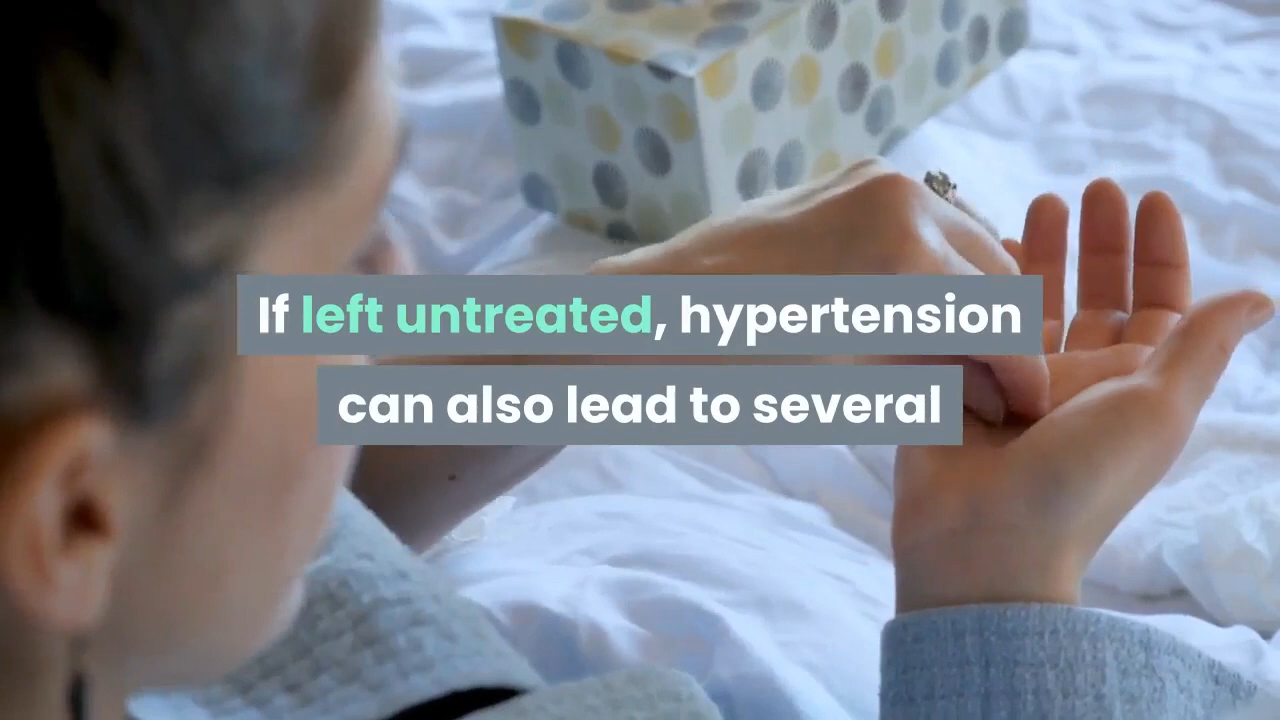 If left untreated, hypertension
can also lead to several